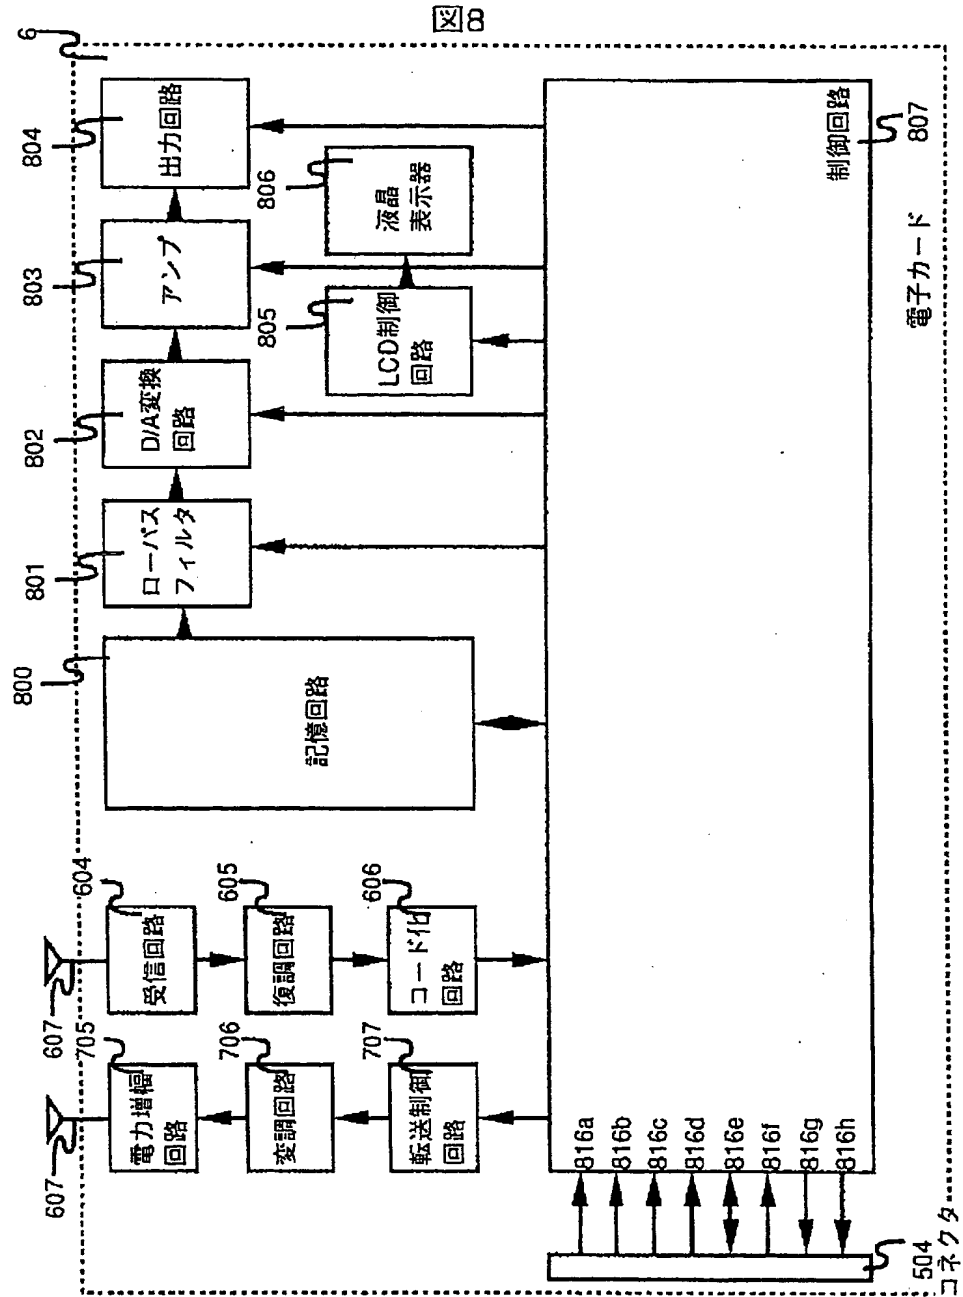 図8
6
804
出力回路
803
アンプ
802
D/A変換
回路
801
ローパス
フィルタ
800
記憶回路
806
液晶
表示器
805
LCD制御
回路
制御回路
807
電子カード
607
604
受信回路
605
復調回路
606
コード化
回路
607
705
電力増幅
回路
706
変調回路
707
転送制御
回路
816a
816b
816c
816d
816e
816f
816g
816h
504
コネクタ